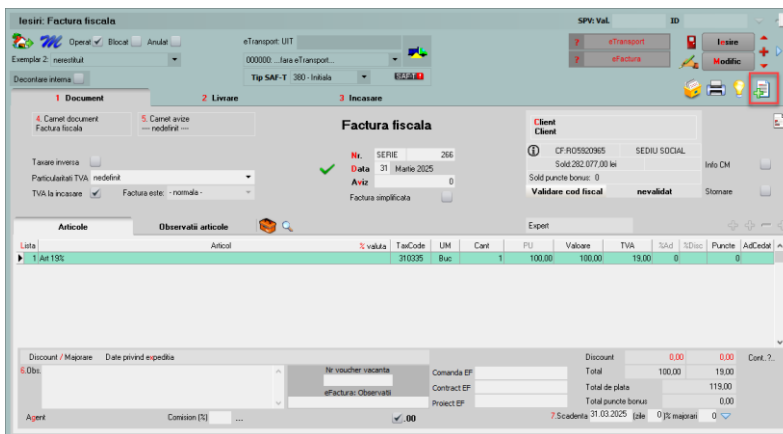 Iesiri: Factura fiscala SPV: Val. ID
Operat Blocat Anulat eTransport: UIT ? eTransport Iesire
Exemplar 2: nerestituit 000000: ...fara eTransport... ? eFactura Modific
Decontare interna Tip SAF-T 380 - Initiala SAF
1 Document 2 Livrare 3 Incasare
4. Carnet document 5. Carnet avize
Factura fiscala --- nedefinit ---
Factura fiscala
Client
Client
Nr. SERIE 266
CF:RO5920965 SEDIU SOCIAL
Taxare inversa Data 31 Martie 2025 Sold:282.077,00 lei Info CM
Particularitati TVA nedefinit Aviz 0 Sold puncte bonus: 0
TVA la incasare Factura este: - normala - Factura simplificata Validare cod fiscal nevalidat Stornare
Articole Observatii articole Expert
Lista Articol % valuta TaxCode UM Cant PU Valoare TVA %Ad %Disc Puncte AdCedat
1 Art 19% 310335 Buc 1 100,00 100,00 19,00 0 0
Discount / Majorare Date privind expeditia Discount 0,00 0,00 Cont..?..
6.Obs. Nr voucher vacanta Comanda EF Total 100,00 19,00
eFactura: Observatii Contract EF Total de plata 119,00
Proiect EF Total puncte bonus 0,00
Agent Comision (%) ... .00 7.Scadenta 31.03.2025 (zile 0 )% majorari 0